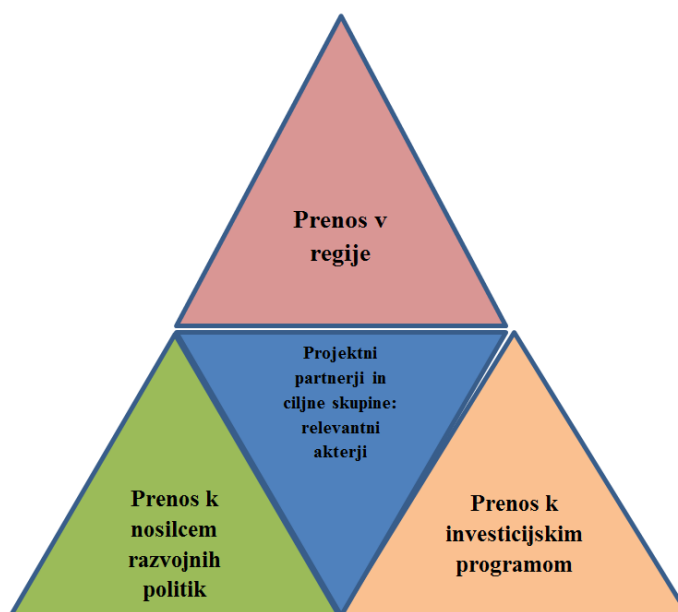 Prenos v
regije
Projektni
partnerji in
ciljne skupine:
relevantni
akterji
Prenos k
nosilcem
razvojnih
politik
Prenos k
investicijskim
programom